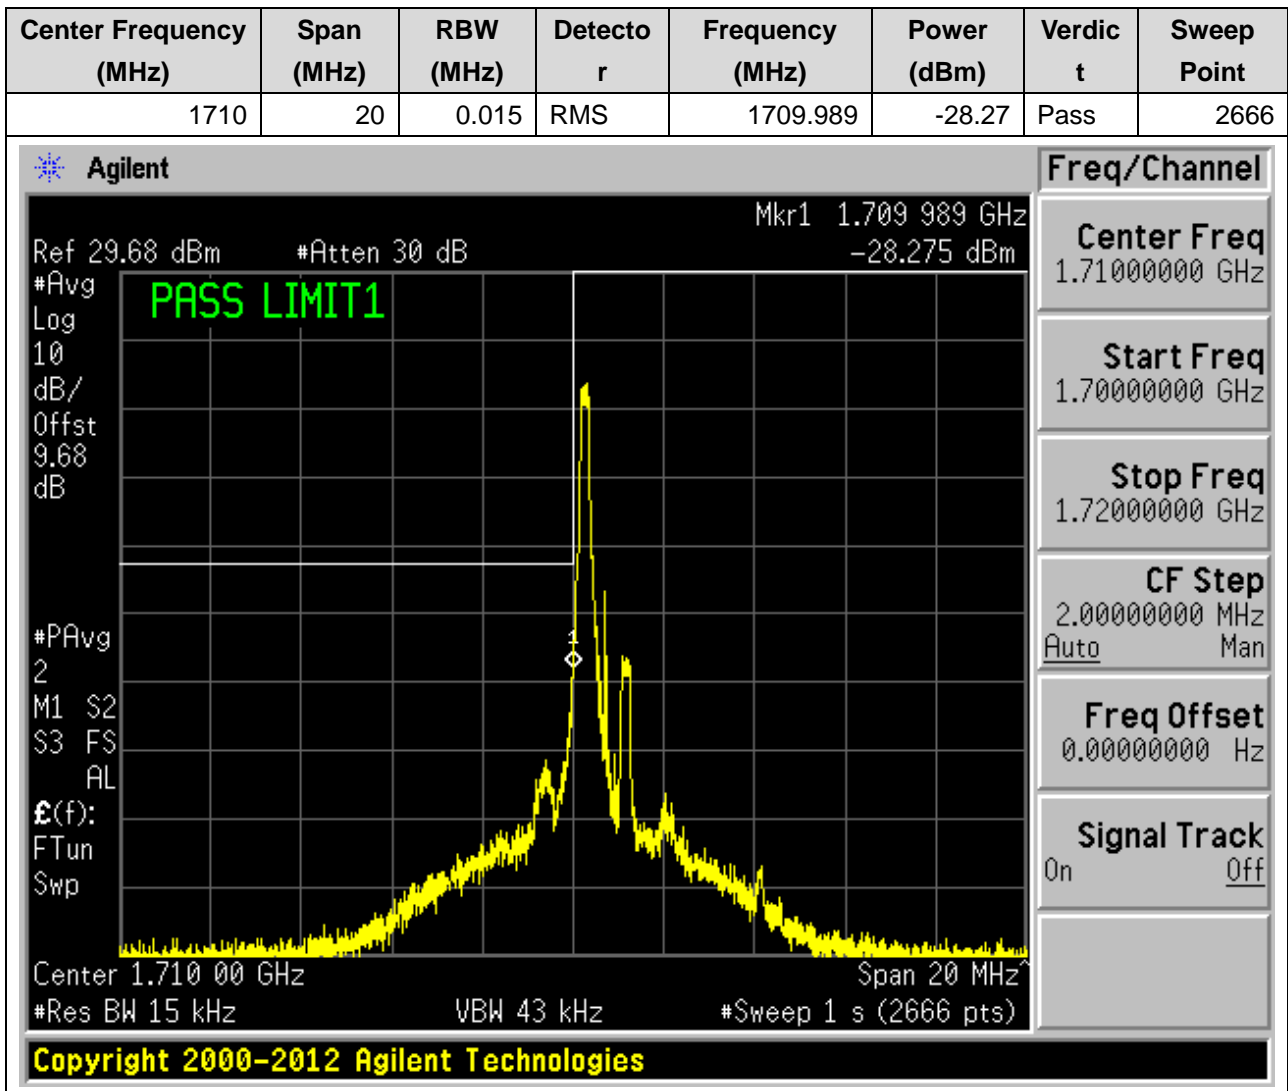 Center Frequency (MHz) Span (MHz) RBW (MHz) Detecto r Frequency (MHz) Power (dBm) Verdic t Sweep Point
1710 20 0.015 RMS 1709.989 -28.27 Pass 2666
Agilent
Freq/Channel
Mkr1 1.709 989 GHz
Ref 29.68 dBm #Atten 30 dB -28.275 dBm
#Avg
Log
10
dB/
Offst
9.68
dB
PASS LIMIT1
1
#PAvg
2
M1 S2
S3 FS
AL
£(f):
FTun
Swp
Center 1.710 00 GHz Span 20 MHz^
#Res BW 15 kHz VBW 43 kHz #Sweep 1 s (2666 pts)
Center Freq
1.71000000 GHz
Start Freq
1.70000000 GHz
Stop Freq
1.72000000 GHz
CF Step
2.00000000 MHz
Auto Man
Freq Offset
0.00000000 Hz
Signal Track
On Off
Copyright 2000-2012 Agilent Technologies